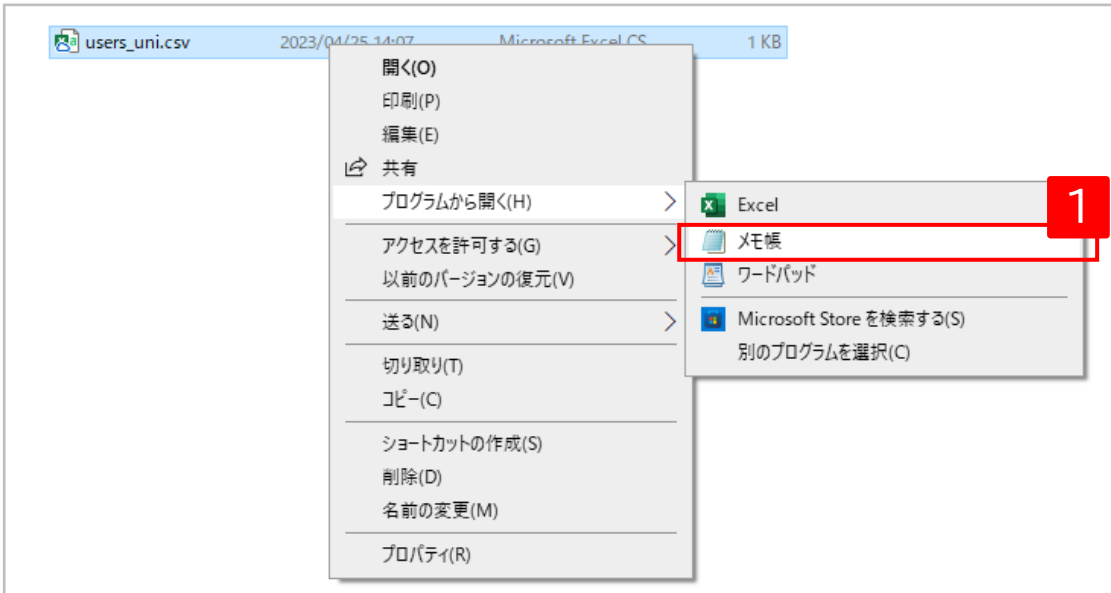 users_uni.csv 2023/04/25 14:07 Microsoft Excel CS... 1 KB
開く(O)
印刷(P)
編集(E)
共有
プログラムから開く(H)
アクセスを許可する(G)
以前のバージョンの復元(V)
送る(N)
切り取り(T)
コピー(C)
ショートカットの作成(S)
削除(D)
名前の変更(M)
プロパティ(R)
Excel
1
メモ帳
ワードパッド
Microsoft Store を検索する(S)
別のプログラムを選択(C)